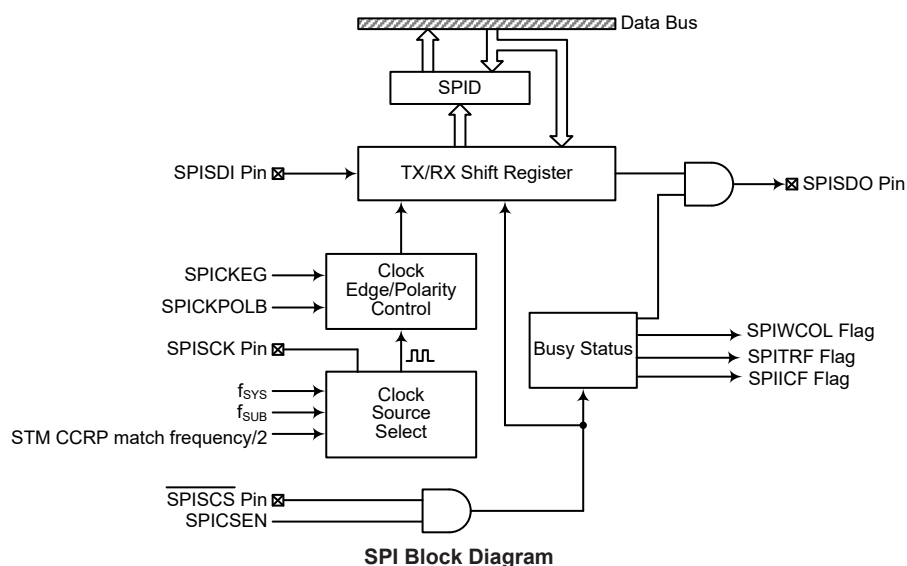 Data Bus
SPID
SPISDI Pin
TX/RX Shift Register
SPISDO Pin
SPICKEG
SPICKPOLB
Clock
Edge/Polarity
Control
SPISCK Pin
fSYS
fSUB
STM CCRP match frequency/2
Clock
Source
Select
Busy Status
SPIWCOL Flag
SPITRF Flag
SPIICF Flag
SPISCS Pin
SPICSEN
SPI Block Diagram